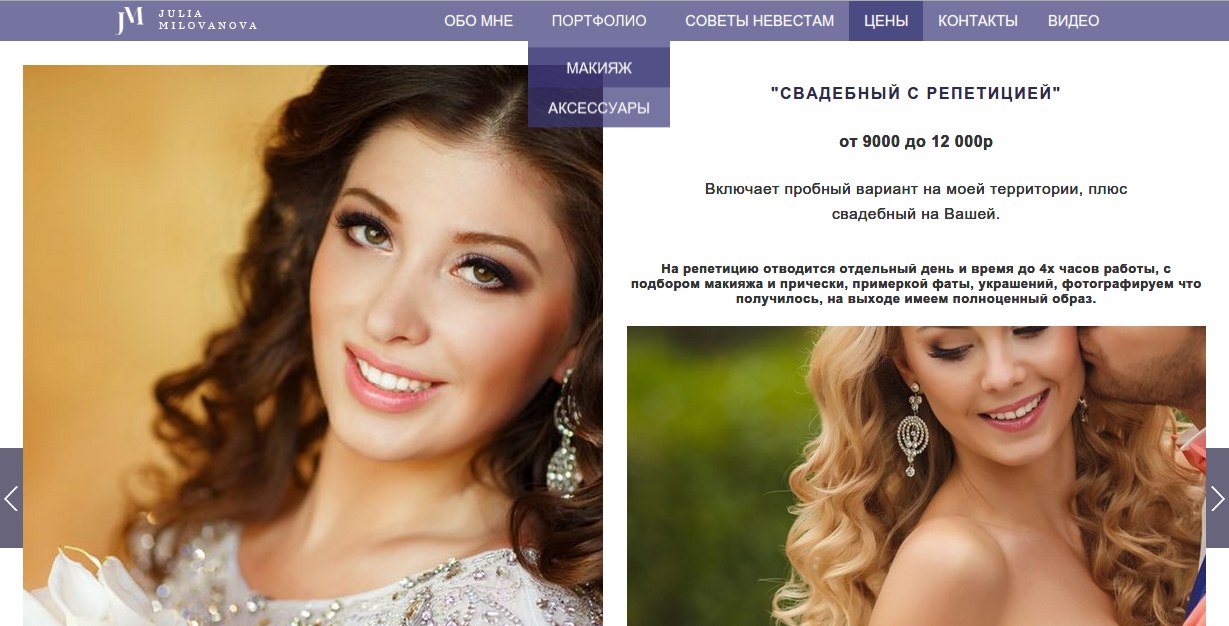 JM JULIA
MILOVANOVA
ОБО МНЕ ПОРТФОЛИО СОВЕТЫ НЕВЕСТАМ ЦЕНЫ КОНТАКТЫ ВИДЕО
МАКИЯЖ
АКСЕССУАРЫ
"СВАДЕБНЫЙ С РЕПЕТИЦИЕЙ"
от 9000 до 12 000р
Включает пробный вариант на моей территории, плюс
свадебный на Вашей.
На репетицию отводится отдельный день и время до 4х часов работы, с
подбором макияжа и прически, примеркой фаты, украшений, фотографируем что
получилось, на выходе имеем полноценный образ.